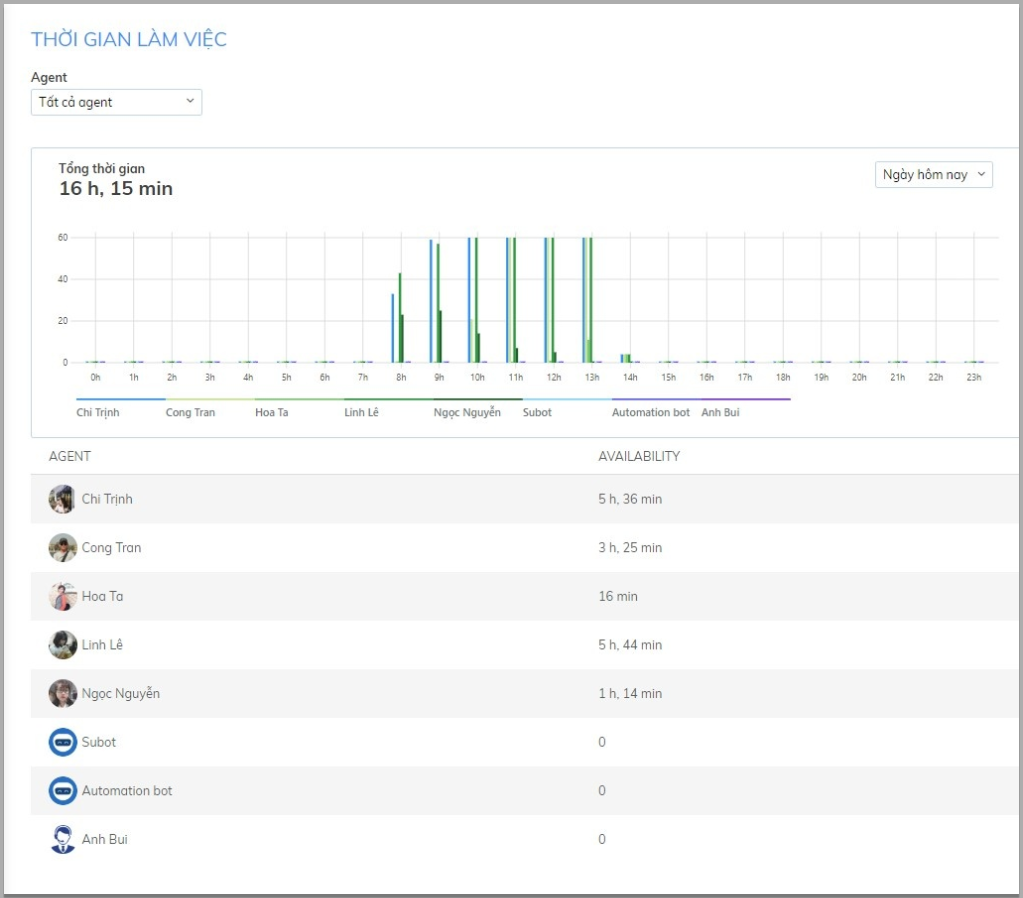 THỜI GIAN LÀM VIỆC
Agent
Tất cả agent
Tổng thời gian
16 h, 15 min
Ngày hôm nay
60
40
20
0
0h 1h 2h 3h 4h 5h 6h 7h 8h 9h 10h 11h 12h 13h 14h 15h 16h 17h 18h 19h 20h 21h 22h 23h
Chi Trịnh Cong Tran Hoa Ta Linh Lê Ngọc Nguyễn Subot Automation bot Anh Bui
AGENT AVAILABILITY
Chi Trịnh 5 h, 36 min
Cong Tran 3 h, 25 min
Hoa Ta 16 min
Linh Lê 5 h, 44 min
Ngọc Nguyễn 1 h, 14 min
Subot 0
Automation bot 0
Anh Bui 0